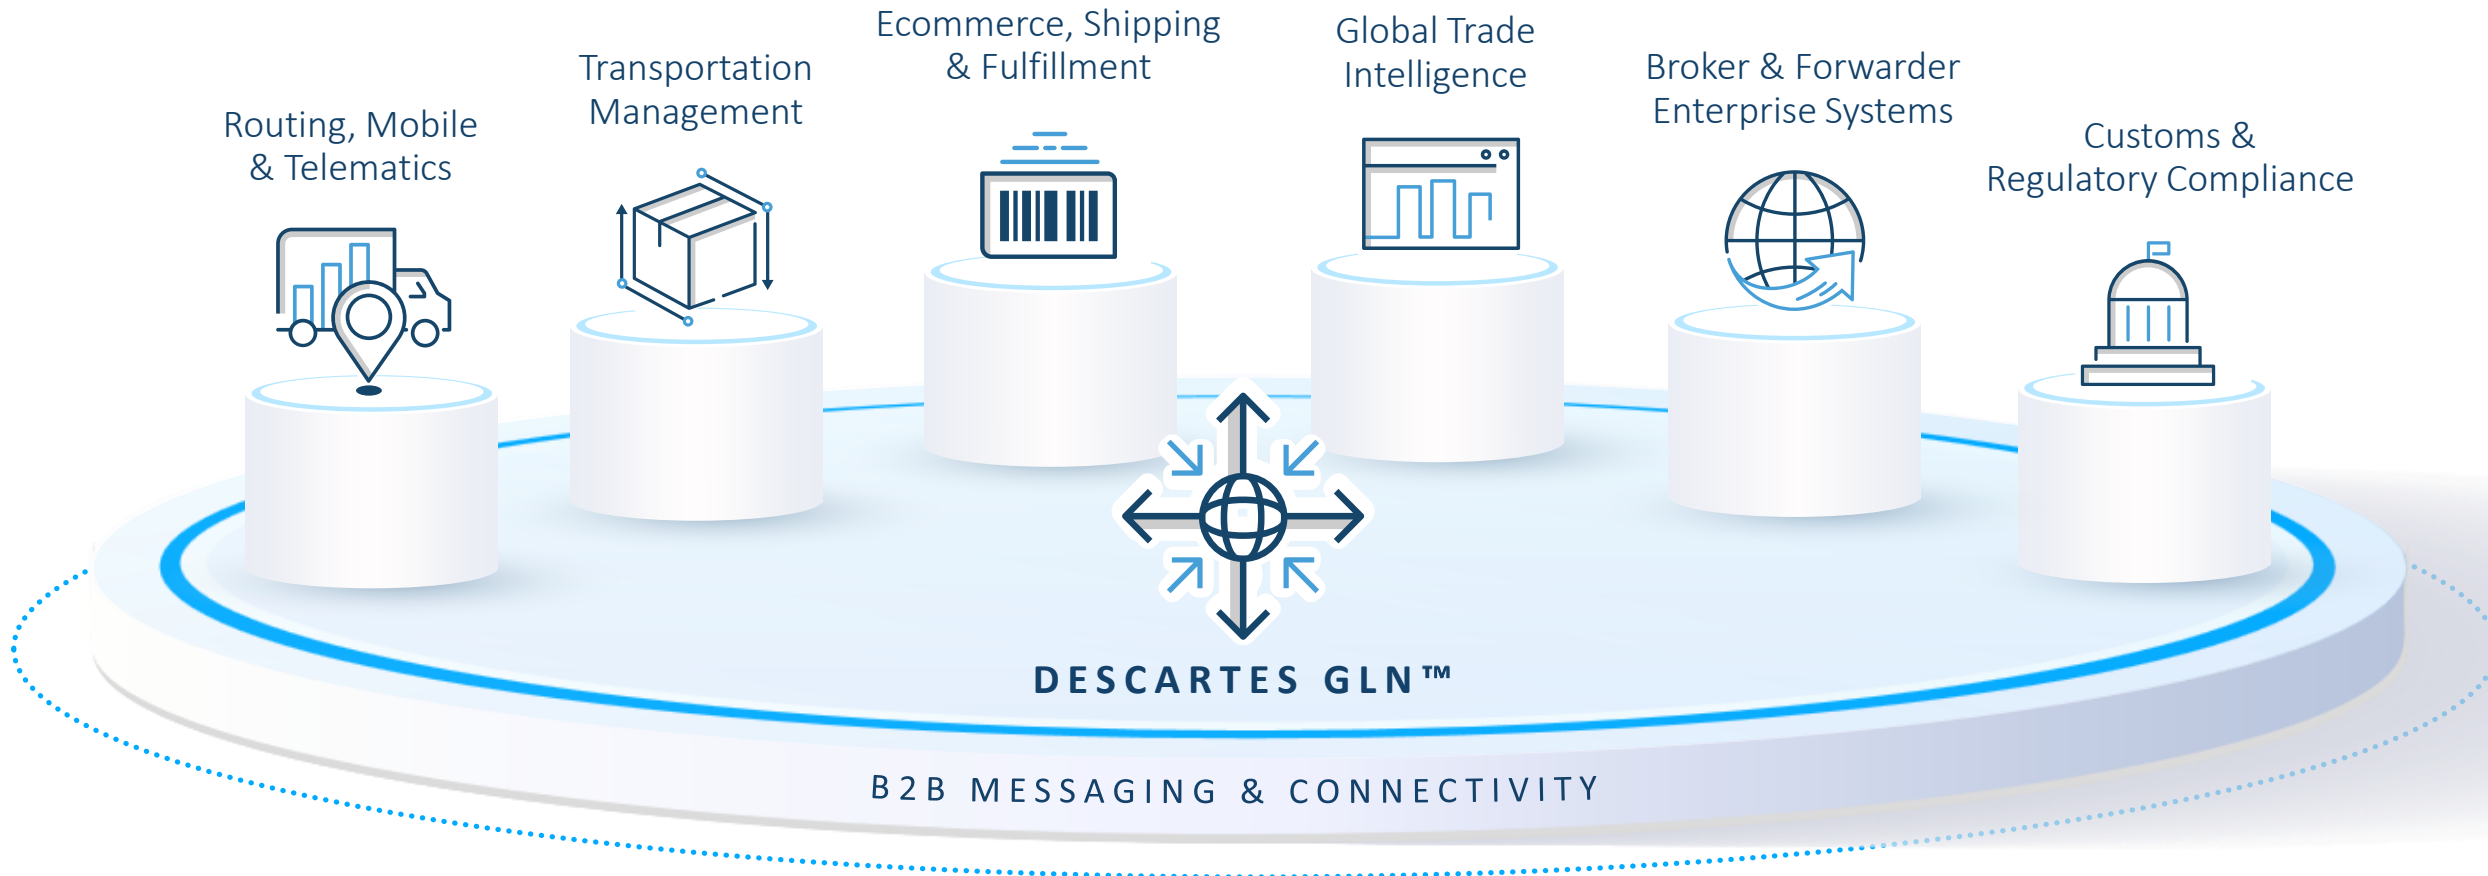 Routing, Mobile
& Telematics
Transportation
Management
Ecommerce, Shipping
& Fulfillment
Global Trade
Intelligence
Broker & Forwarder
Enterprise Systems
Customs &
Regulatory Compliance
DESCARTES GLN™
B2B MESSAGING & CONNECTIVITY